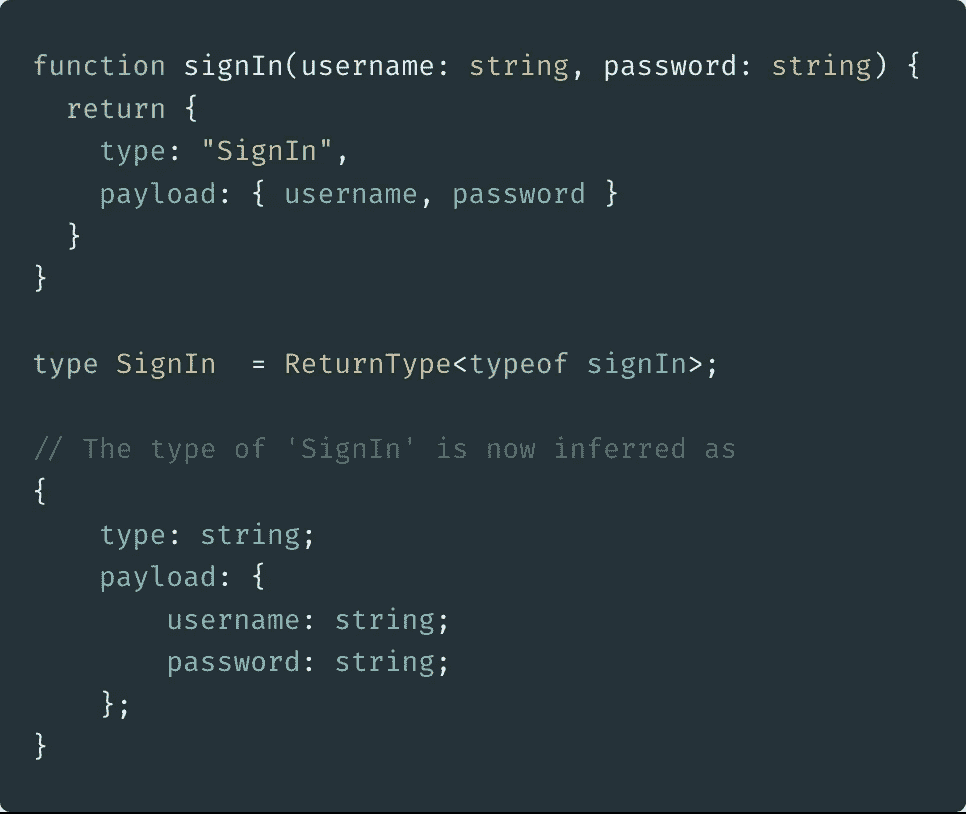 function signIn(username: string, password: string) {
  return {
    type: "SignIn",
    payload: { username, password }
  }
}

type SignIn  = ReturnType<typeof signIn>;

// The type of 'SignIn' is now inferred as
{
    type: string;
    payload: {
        username: string;
        password: string;
    };
}